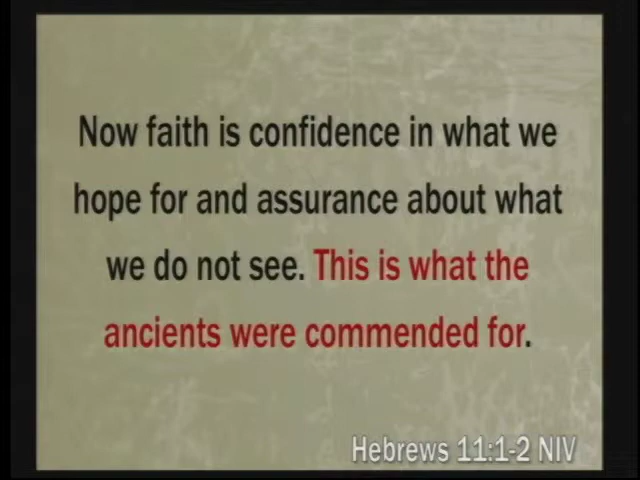 Now faith is confidence in what we
hope for and assurance about what
we do not see. This is what the
ancients were commended for.
Hebrews 11:1-2 NIV